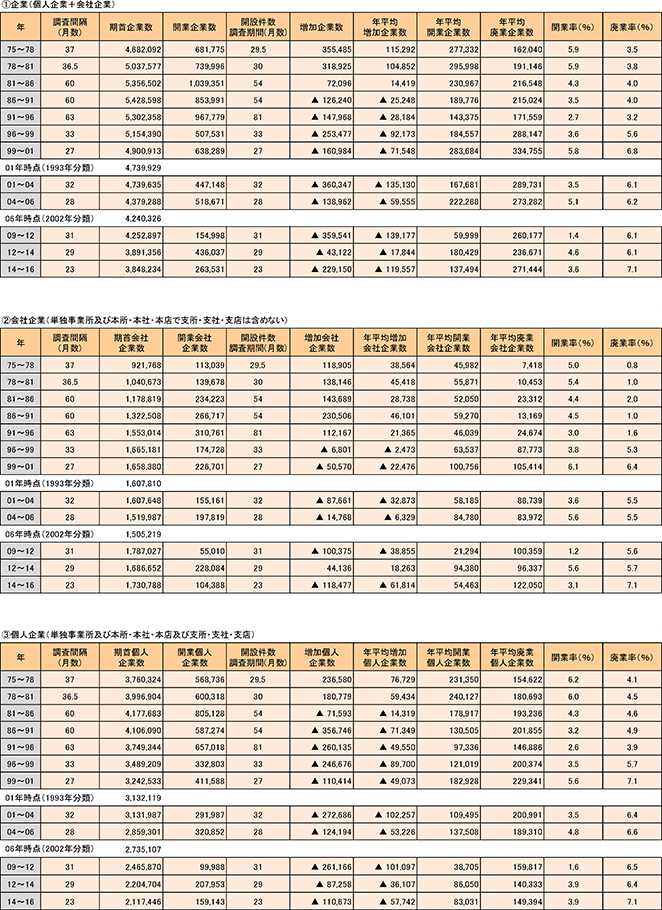 ①企業(個人企業＋会社企業)
年 調査間隔(月数) 期首企業数 開業企業数 開設件数調査期間(月数) 増加企業数 年平均増加企業数 年平均開業企業数 年平均廃業企業数 開業率(%) 廃業率(%)
75～78 37 4,682,092 681,775 29.5 355,485 115,292 277,332 162,040 5.9 3.5
78～81 36.5 5,037,577 739,996 30 318,925 104,852 295,998 191,146 5.9 3.8
81～86 60 5,356,502 1,039,351 54 72,096 14,419 230,967 216,548 4.3 4.0
86～91 60 5,428,598 853,991 54 ▲ 126,240 ▲ 25,248 189,776 215,024 3.5 4.0
91～96 63 5,302,358 967,779 81 ▲ 147,968 ▲ 28,184 143,375 171,559 2.7 3.2
96～99 33 5,154,390 507,531 33 ▲ 253,477 ▲ 92,173 184,557 288,147 3.6 5.6
99～01 27 4,900,913 638,289 27 ▲ 160,984 ▲ 71,548 283,684 334,755 5.8 6.8
01年時点(1993年分類) 4,739,929
01～04 32 4,739,635 447,148 32 ▲ 360,347 ▲ 135,130 167,681 289,731 3.5 6.1
04～06 28 4,379,288 518,671 28 ▲ 138,962 ▲ 59,555 222,288 273,282 5.1 6.2
06年時点(2002年分類) 4,240,326
09～12 31 4,252,897 154,998 31 ▲ 359,541 ▲ 139,177 59,999 260,177 1.4 6.1
12～14 29 3,891,356 436,037 29 ▲ 43,122 ▲ 17,844 180,429 236,671 4.6 6.1
14～16 23 3,848,234 263,531 23 ▲ 229,150 ▲ 119,557 137,494 271,444 3.6 7.1
②会社企業(単独事業所及び本所・本社・本店で支所・支社・支店は含めない)
年 調査間隔(月数) 期首会社企業数 開業会社企業数 開設件数調査期間(月数) 増加会社企業数 年平均増加会社企業数 年平均開業会社企業数 年平均廃業会社企業数 開業率(%) 廃業率(%)
75～78 37 921,768 113,039 29.5 118,905 38,564 45,982 7,418 5.0 0.8
78～81 36.5 1,040,673 139,678 30 138,146 45,418 55,871 10,453 5.4 1.0
81～86 60 1,178,819 234,223 54 143,689 28,738 52,050 23,312 4.4 2.0
86～91 60 1,322,508 266,717 54 230,506 46,101 59,270 13,169 4.5 1.0
91～96 63 1,553,014 310,761 81 112,167 21,365 46,039 24,674 3.0 1.6
96～99 33 1,665,181 174,728 33 ▲ 6,801 ▲ 2,473 63,537 87,773 3.8 5.3
99～01 27 1,658,380 226,701 27 ▲ 50,570 ▲ 22,476 100,756 105,414 6.1 6.4
01年時点(1993年分類) 1,607,810
01～04 32 1,607,648 155,161 32 ▲ 87,661 ▲ 32,873 58,185 88,739 3.6 5.5
04～06 28 1,519,987 197,819 28 ▲ 14,768 ▲ 6,329 84,780 83,972 5.6 5.5
06年時点(2002年分類) 1,505,219
09～12 31 1,787,027 55,010 31 ▲ 100,375 ▲ 38,855 21,294 100,359 1.2 5.6
12～14 29 1,686,652 228,084 29 44,136 18,263 94,380 96,337 5.6 5.7
14～16 23 1,730,788 104,388 23 ▲ 118,477 ▲ 61,814 54,463 122,050 3.1 7.1
③個人企業(単独事業所及び本所・本社・本店及び支所・支社・支店)
年 調査間隔(月数) 期首個人企業数 開業個人企業数 開設件数調査期間(月数) 増加個人企業数 年平均増加個人企業数 年平均開業個人企業数 年平均廃業個人企業数 開業率(%) 廃業率(%)
75～78 37 3,760,324 568,736 29.5 236,580 76,729 231,350 154,622 6.2 4.1
78～81 36.5 3,996,904 600,318 30 180,779 59,434 240,127 180,693 6.0 4.5
81～86 60 4,177,683 805,128 54 ▲ 71,593 ▲ 14,319 178,917 193,236 4.3 4.6
86～91 60 4,106,090 587,274 54 ▲ 356,746 ▲ 71,349 130,505 201,855 3.2 4.9
91～96 63 3,749,344 657,018 81 ▲ 260,135 ▲ 49,550 97,336 146,886 2.6 3.9
96～99 33 3,489,209 332,803 33 ▲ 246,676 ▲ 89,700 121,019 200,374 3.5 5.7
99～01 27 3,242,533 411,588 27 ▲ 110,414 ▲ 49,073 182,928 229,341 5.6 7.1
01年時点(1993年分類) 3,132,119
01～04 32 3,131,987 291,987 32 ▲ 272,686 ▲ 102,257 109,495 200,991 3.5 6.4
04～06 28 2,859,301 320,852 28 ▲ 124,194 ▲ 53,226 137,508 189,310 4.8 6.6
06年時点(2002年分類) 2,735,107
09～12 31 2,465,870 99,988 31 ▲ 261,166 ▲ 101,097 38,705 159,817 1.6 6.5
12～14 29 2,204,704 207,953 29 ▲ 87,258 ▲ 36,107 86,050 140,333 3.9 6.4
14～16 23 2,117,446 159,143 23 ▲ 110,673 ▲ 57,742 83,031 149,394 3.9 7.1